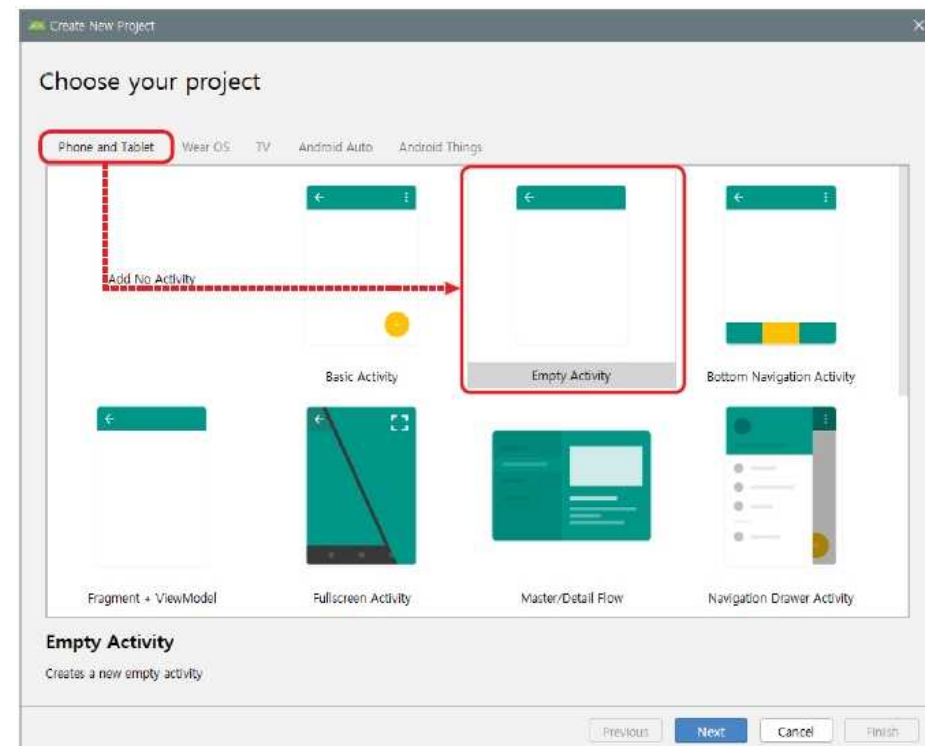 Create New Project
Choose your project
Phone and Tablet Wear OS TV Android Auto Android Things
Add No Activity
Basic Activity
Empty Activity
Bottom Navigation Activity
Fragment + ViewModel
Fullscreen Activity
Master/Detail Flow
Navigation Drawer Activity
Empty Activity
Creates a new empty activity
Previous Next Cancel Finish